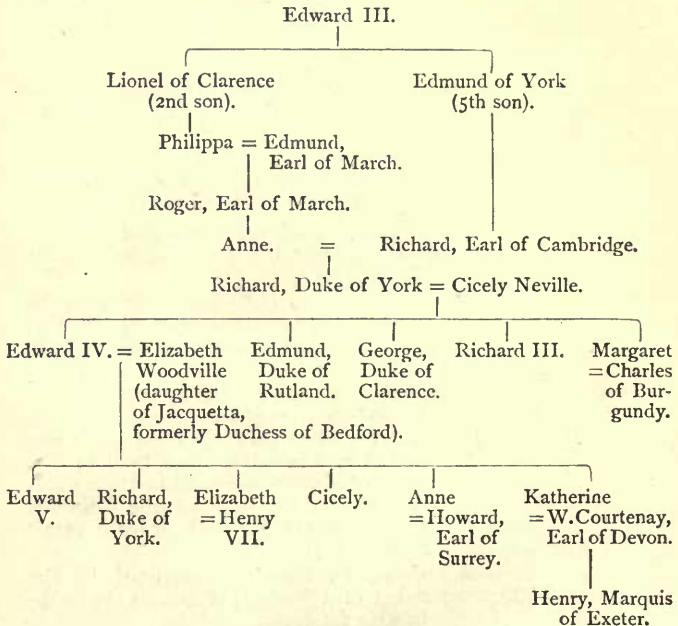 Edward III.
Lionel of Clarence Edmund of York
(2nd son). (5th son).
Philippa = Edmund,
Earl of March.
Roger, Earl of March.
Anne. = Richard, Earl of Cambridge.
Richard, Duke of York = Cicely Neville.
Edward IV. = Elizabeth Edmund, George, Richard III. Margaret
Woodville Duke of Duke of =Charles
(daughter Rutland. Clarence. of Bur-
of Jacquetta, gundy.
formerly Duchess of Bedford).
Edward Richard, Elizabeth Cicely. Anne Katherine
V. Duke of =Henry =Howard, =W.Courtenay,
York. VII. Earl of Earl of Devon.
Surrey.
Henry, Marquis
of Exeter.